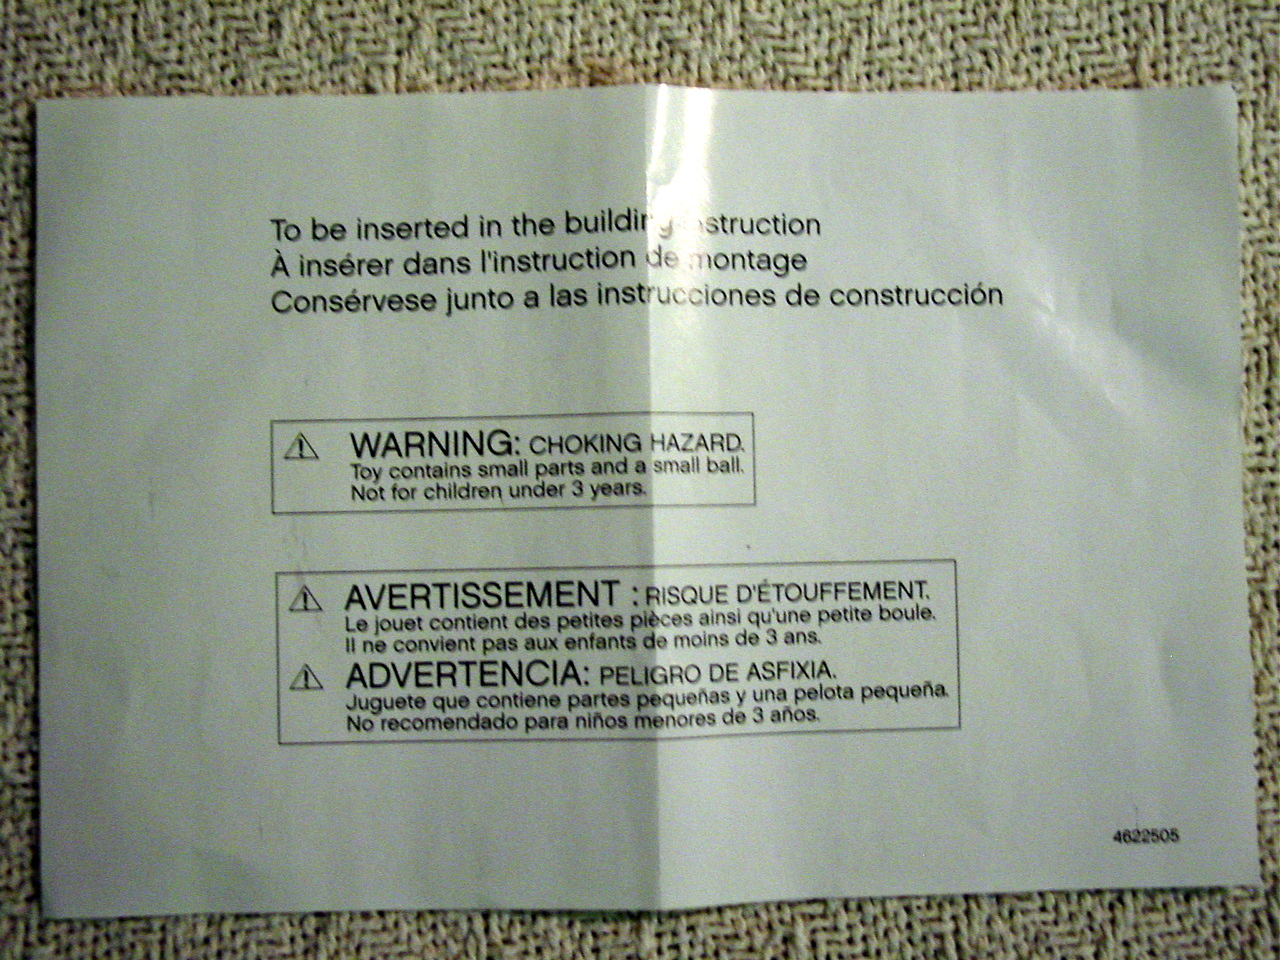 To be inserted in the building instruction
À insérer dans l'instruction de montage
Consérvese junto a las instrucciones de construcción
WARNING: CHOKING HAZARD.
Toy contains small parts and a small ball.
Not for children under 3 years.
AVERTISSEMENT : RISQUE D'ÉTOUFFEMENT.
Le jouet contient des petites pièces ainsi qu'une petite boule.
Il ne convient pas aux enfants de moins de 3 ans.
ADVERTENCIA: PELIGRO DE ASFIXIA.
Juguete que contiene partes pequeñas y una pelota pequeña.
No recomendado para niños menores de 3 años.
4622505